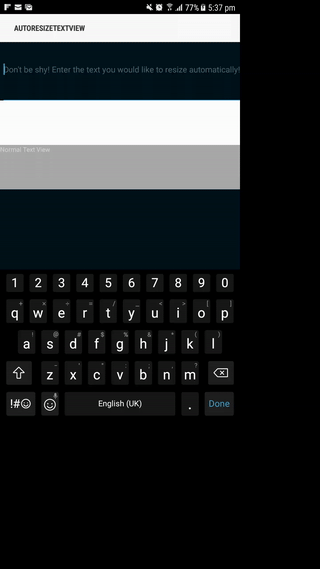 77% 5:37 pm
AUTORESIZETEXTVIEW
Don't be shy! Enter the text you would like to resize automatically!
Normal Text View
1 2 3 4 5 6 7 8 9 0
q w e r t y u i o p
a s d f g h j k l
z x c v b n m
!#☺ English (UK) . Done